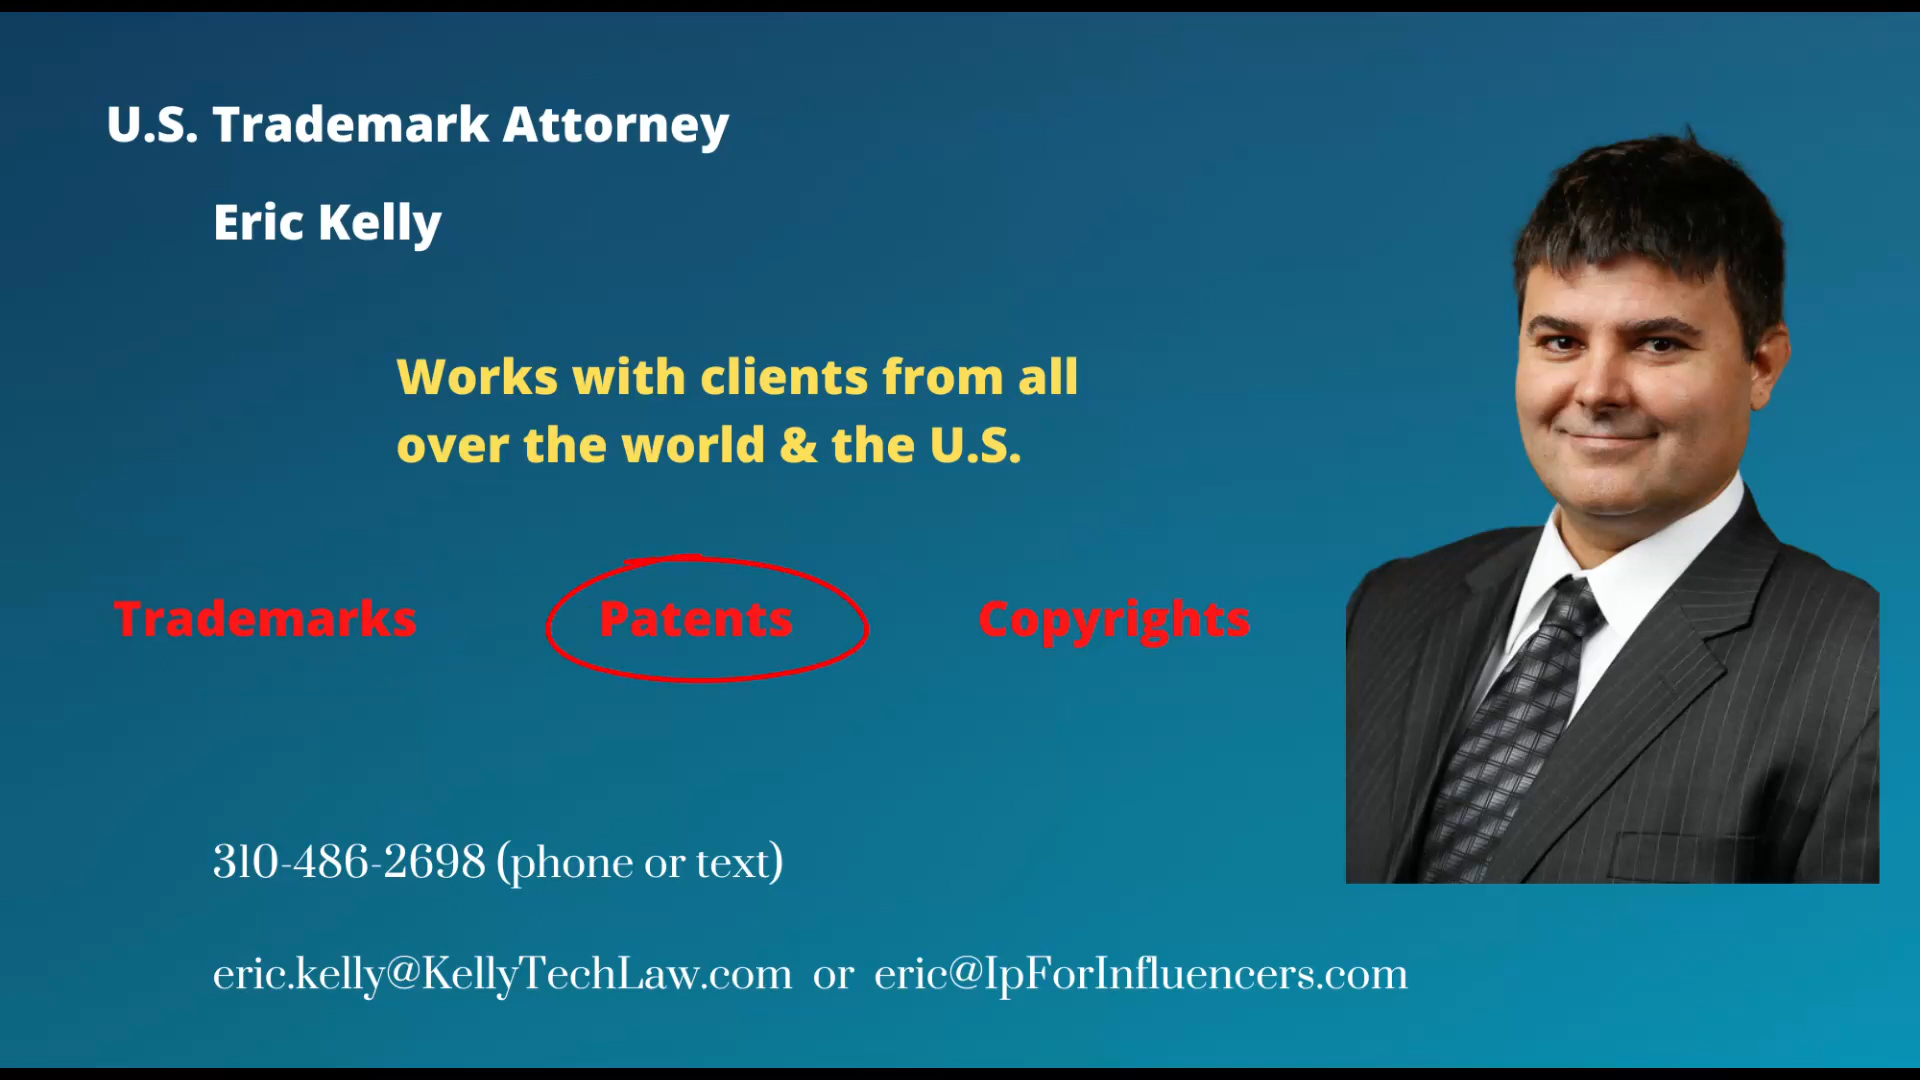 U.S. Trademark Attorney
Eric Kelly
Works with clients from all
over the world & the U.S.
Trademarks Patents Copyrights
310-486-2698 (phone or text)
eric.kelly@KellyTechLaw.com or eric@IpForInfluencers.com